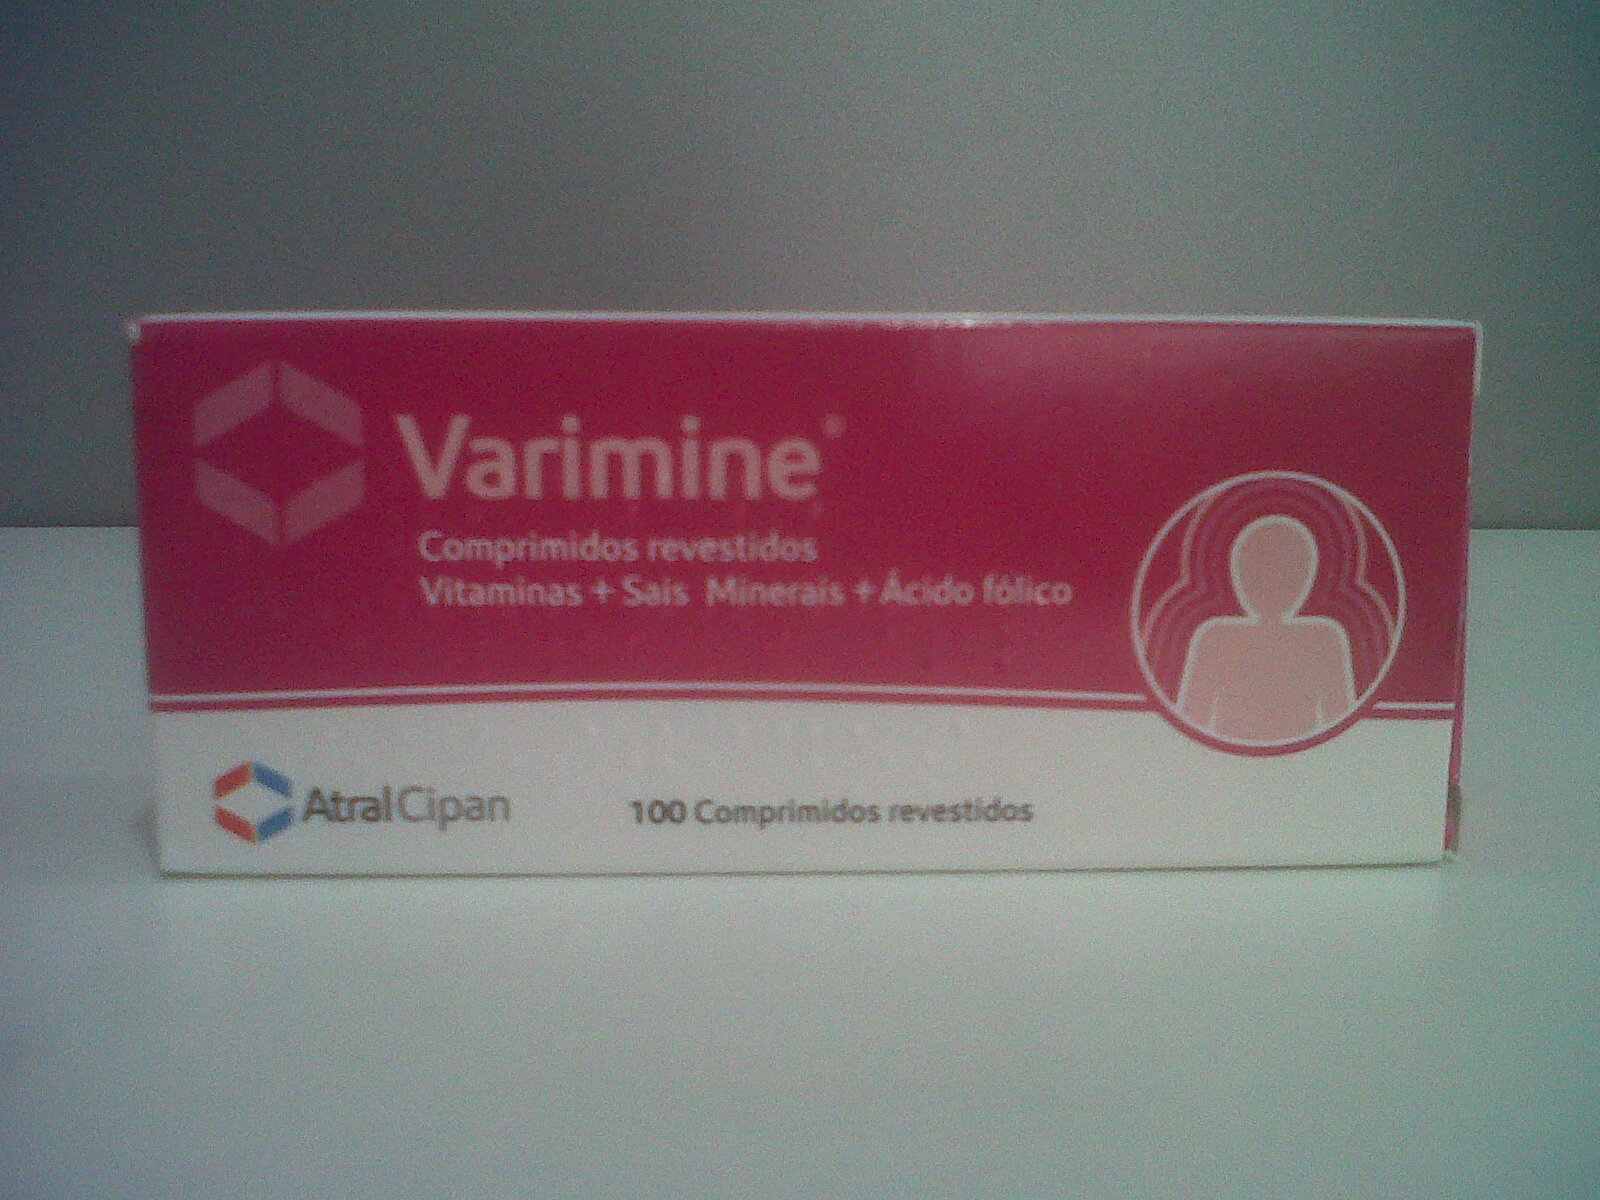 Varimine®
Comprimidos revestidos
Vitaminas + Sais Minerais + Ácido fólico
AtralCipan
100 Comprimidos revestidos